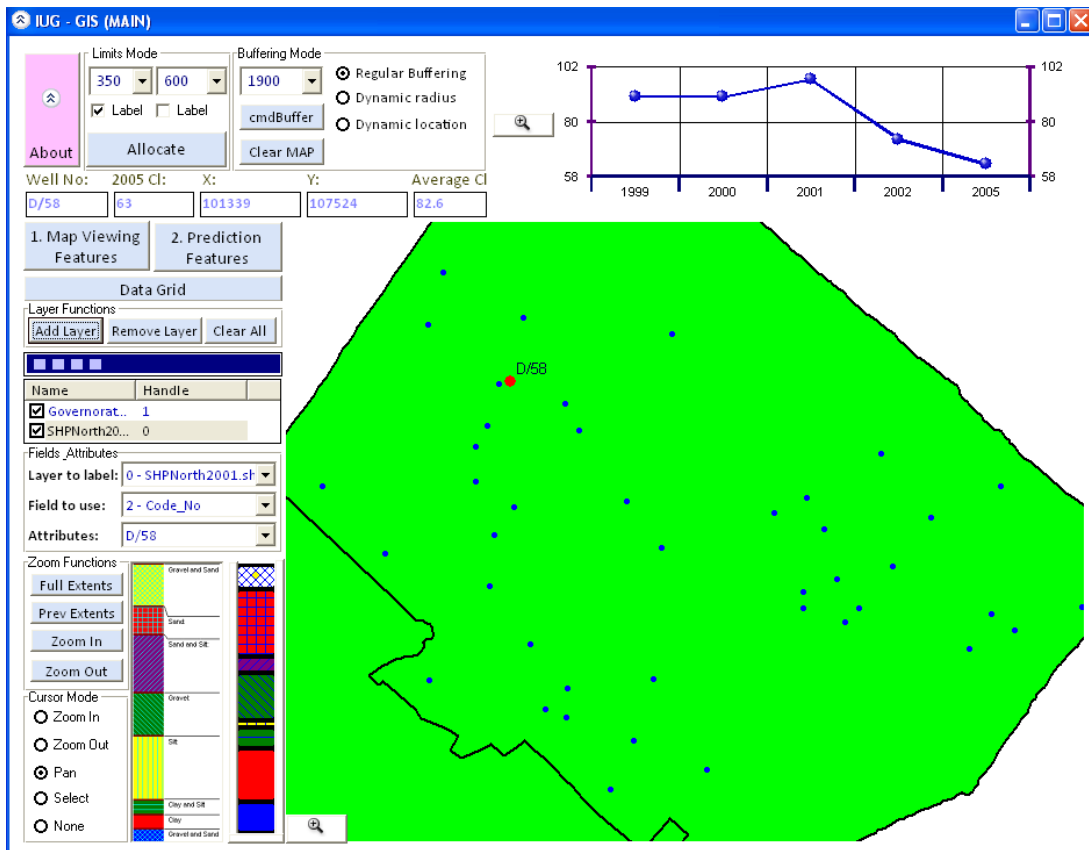 IUG - GIS (MAIN)
Limits Mode
350 600
Label Label
Allocate
About
Buffering Mode
1900
cmdBuffer
Clear MAP
Regular Buffering
Dynamic radius
Dynamic location
102 102
80 80
58 58
1999 2000 2001 2002 2005
Well No: 2005 Cl: X: Y: Average Cl
D/58 63 101339 107524 82.6
1. Map Viewing
Features
2. Prediction
Features
Data Grid
Layer Functions
Add Layer Remove Layer Clear All
Name Handle
Governorat... 1
SHPNorth20... 0
Fields_Attributes
Layer to label: 0 - SHPNorth2001.sh
Field to use: 2 - Code_No
Attributes: D/58
Zoom Functions
Full Extents
Prev Extents
Zoom In
Zoom Out
Cursor Mode
Zoom In
Zoom Out
Pan
Select
None
Gravel and Sand
Sand
Sand and Silt
Gravel
Silt
Clay and Silt
Clay
Gravel and Sand
D/58